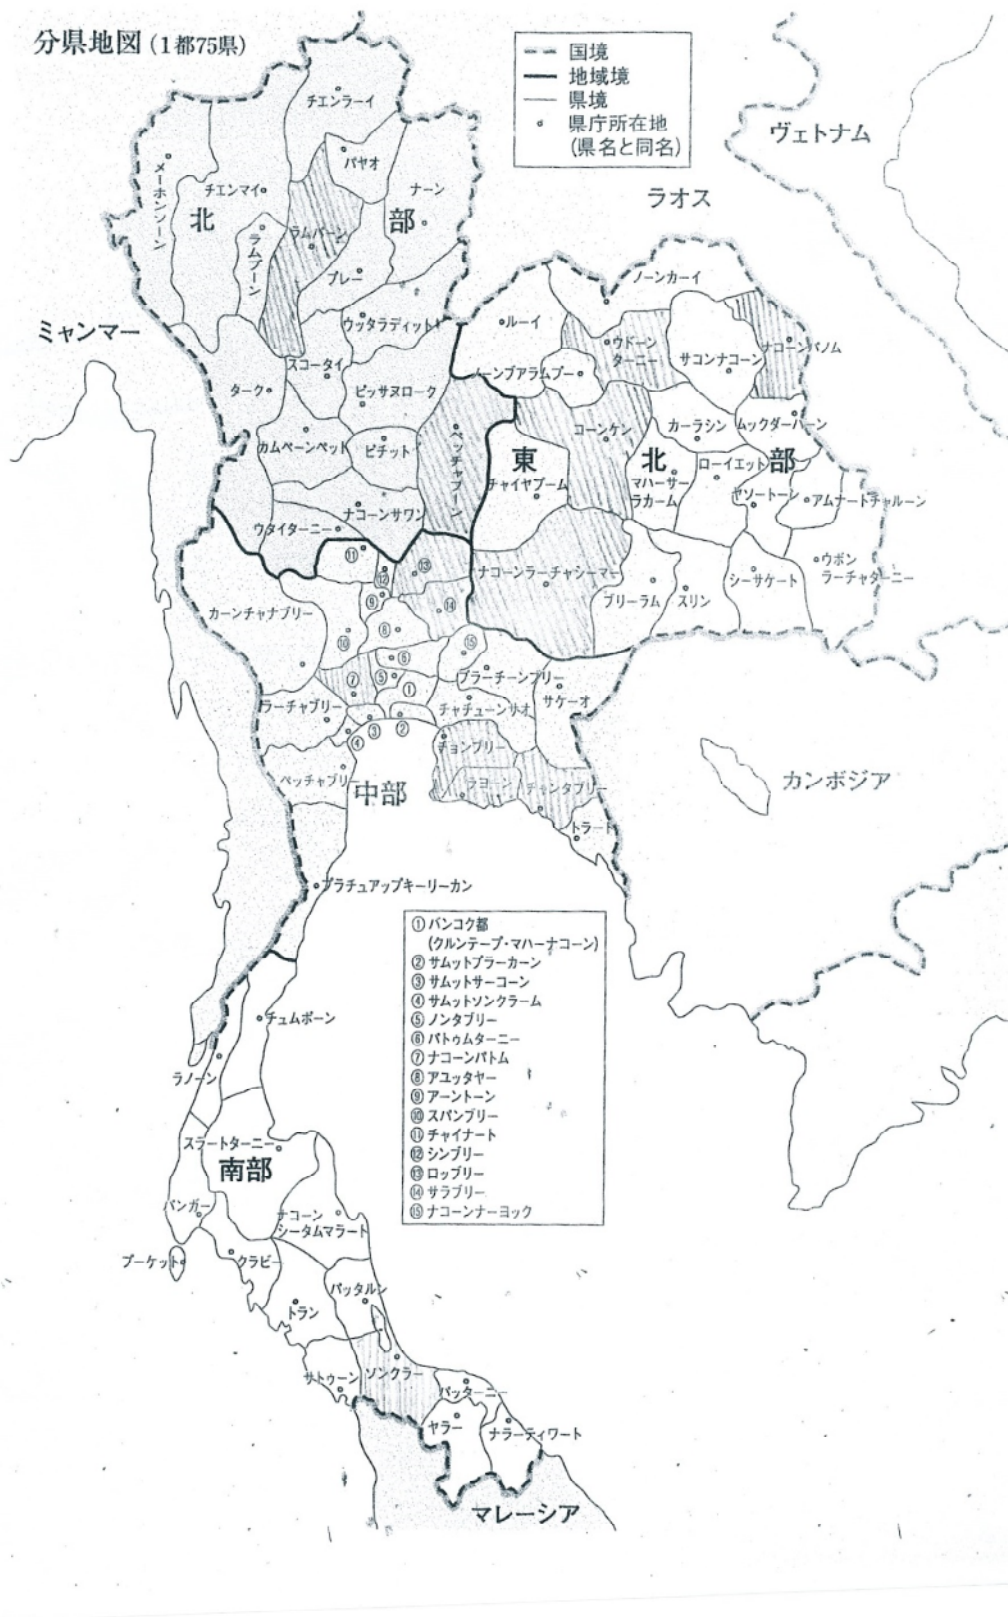 分県地図(1都75県)
国境
地域境
県境
県庁所在地
(県名と同名)
ヴェトナム
ラオス
ミャンマー
カンボジア
マレーシア
北
部
チェンラーイ
パヤオ
メーホンソーン
チエンマイ
ナーン
ラムパーン
ラムプーン
プレー
ウッタラディット
スコータイ
ターク
ピッサヌローク
カムペーンペット
ピチット
ペッチャブーン
ナコーンサワン
ウタイターニー
東
北
部
ノーンカーイ
ルーイ
ウドーン
ターニー
サコンナコーン
ナコーンパノム
ノーンブアラムプー
コーンケン
カーラシン
ムックダーハーン
チャイヤプーム
マハーサー
ラカーム
ローイエット
ヤソートーン
アムナートチャルーン
ナコーンラーチャシーマー
ブリーラム
スリン
シーサケート
ウボン
ラーチャターニー
中部
⑪
⑫
⑬
⑨
⑭
カーンチャナブリー
⑩
⑧
⑮
⑥
⑦
⑤
①
プラーチーンブリー
サケーオ
ラーチャブリー
チャチューンサオ
④
③
②
チョンブリー
ペッチャブリー
ラヨーン
チャンタブリー
トラート
プラチュアップキーリーカン
①バンコク都
(クルンテープ・マハーナコーン)
②サムットプラーカーン
③サムットサーコーン
④サムットソンクラーム
⑤ノンタブリー
⑥パトゥムターニー
⑦ナコーンパトム
⑧アユッタヤー
⑨アーントーン
⑩スパンブリー
⑪チャイナート
⑫シンブリー
⑬ロッブリー
⑭サラブリー
⑮ナコーンナーヨック
南部
チュムポーン
ラノーン
スラートターニー
パンガー
ナコーン
シータムマラート
プーケット
クラビー
パッタルン
トラン
サトゥーン
ソンクラー
パッターニー
ヤラー
ナラーティワート